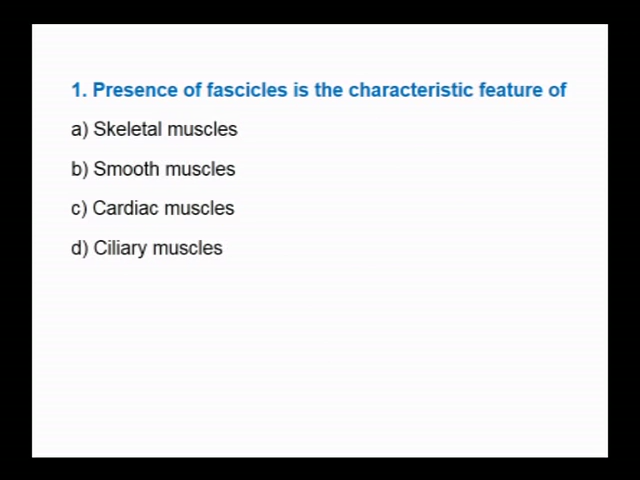 1. Presence of fascicles is the characteristic feature of
a) Skeletal muscles
b) Smooth muscles
c) Cardiac muscles
d) Ciliary muscles